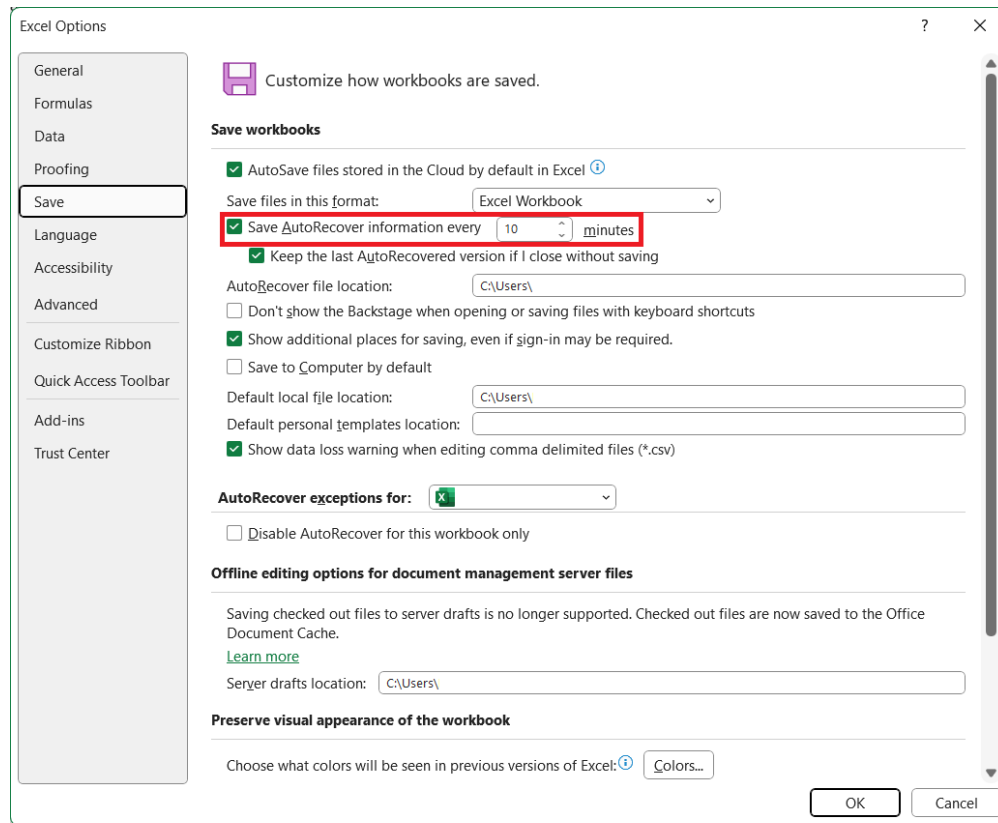 Excel Options
?
General
Formulas
Data
Proofing
Save
Language
Accessibility
Advanced
Customize Ribbon
Quick Access Toolbar
Add-ins
Trust Center
Customize how workbooks are saved.
Save workbooks
AutoSave files stored in the Cloud by default in Excel
Save files in this format: Excel Workbook
Save AutoRecover information every 10 minutes
Keep the last AutoRecovered version if I close without saving
AutoRecover file location: C:\Users\
Don't show the Backstage when opening or saving files with keyboard shortcuts
Show additional places for saving, even if sign-in may be required.
Save to Computer by default
Default local file location: C:\Users\
Default personal templates location:
Show data loss warning when editing comma delimited files (*.csv)
AutoRecover exceptions for:
Disable AutoRecover for this workbook only
Offline editing options for document management server files
Saving checked out files to server drafts is no longer supported. Checked out files are now saved to the Office
Document Cache.
Learn more
Server drafts location: C:\Users\
Preserve visual appearance of the workbook
Choose what colors will be seen in previous versions of Excel: Colors...
OK Cancel